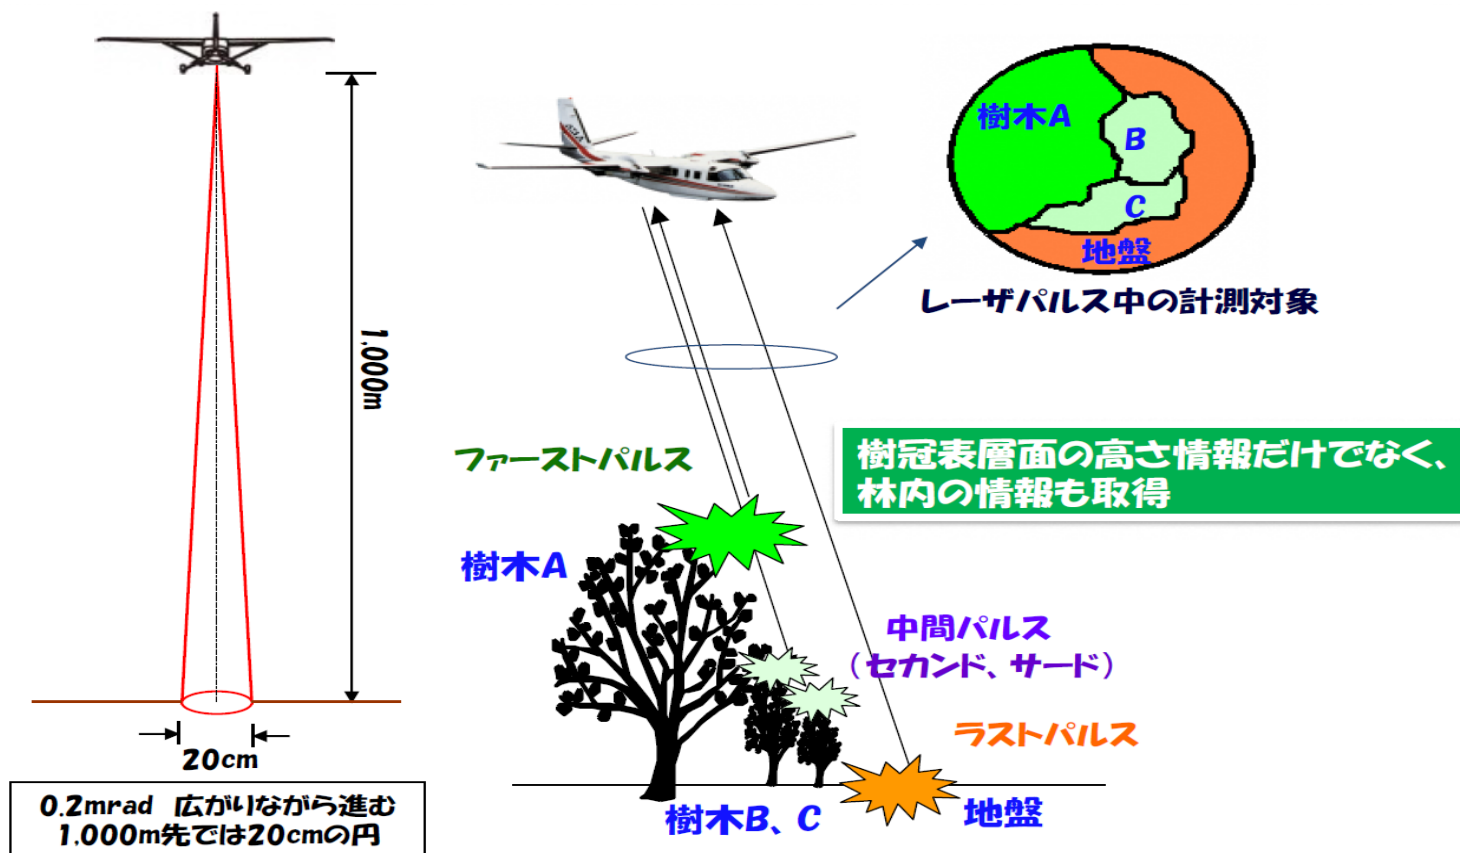 1,000m
20cm
0.2mrad 広がりながら進む
1,000m先では20cmの円
樹木A
B
C
地盤
レーザパルス中の計測対象
ファーストパルス
樹冠表層面の高さ情報だけでなく、
林内の情報も取得
樹木A
中間パルス
（セカンド、サード）
ラストパルス
樹木B、C
地盤